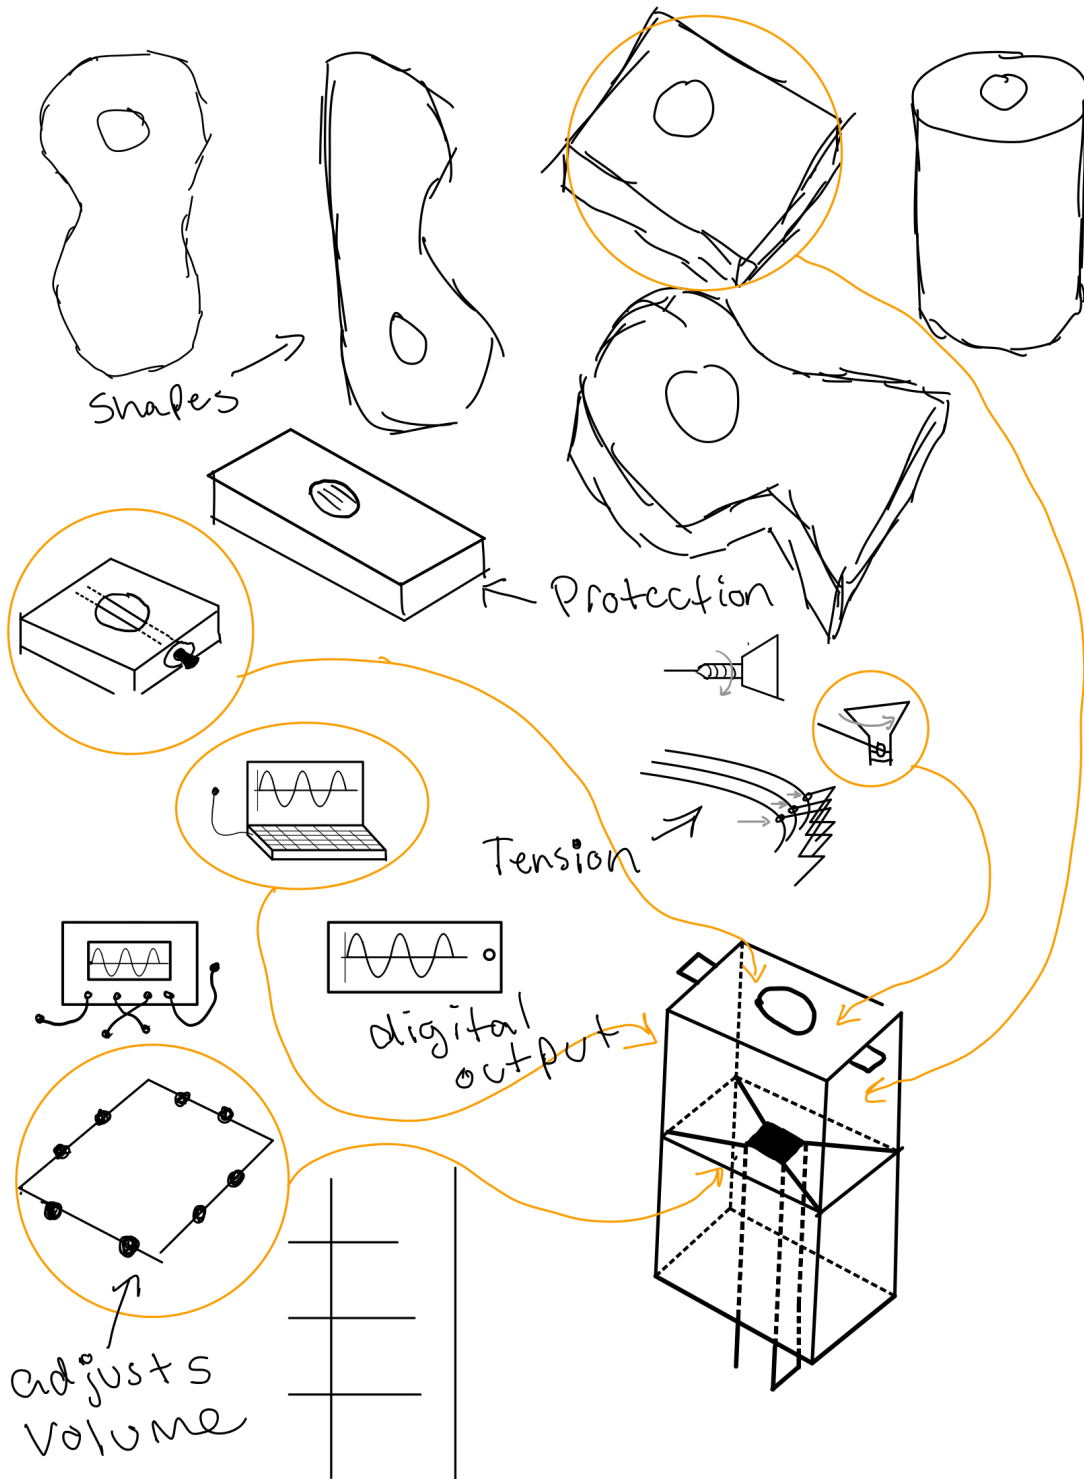 shapes
Protection
Tension
digital
output
adjusts
volume